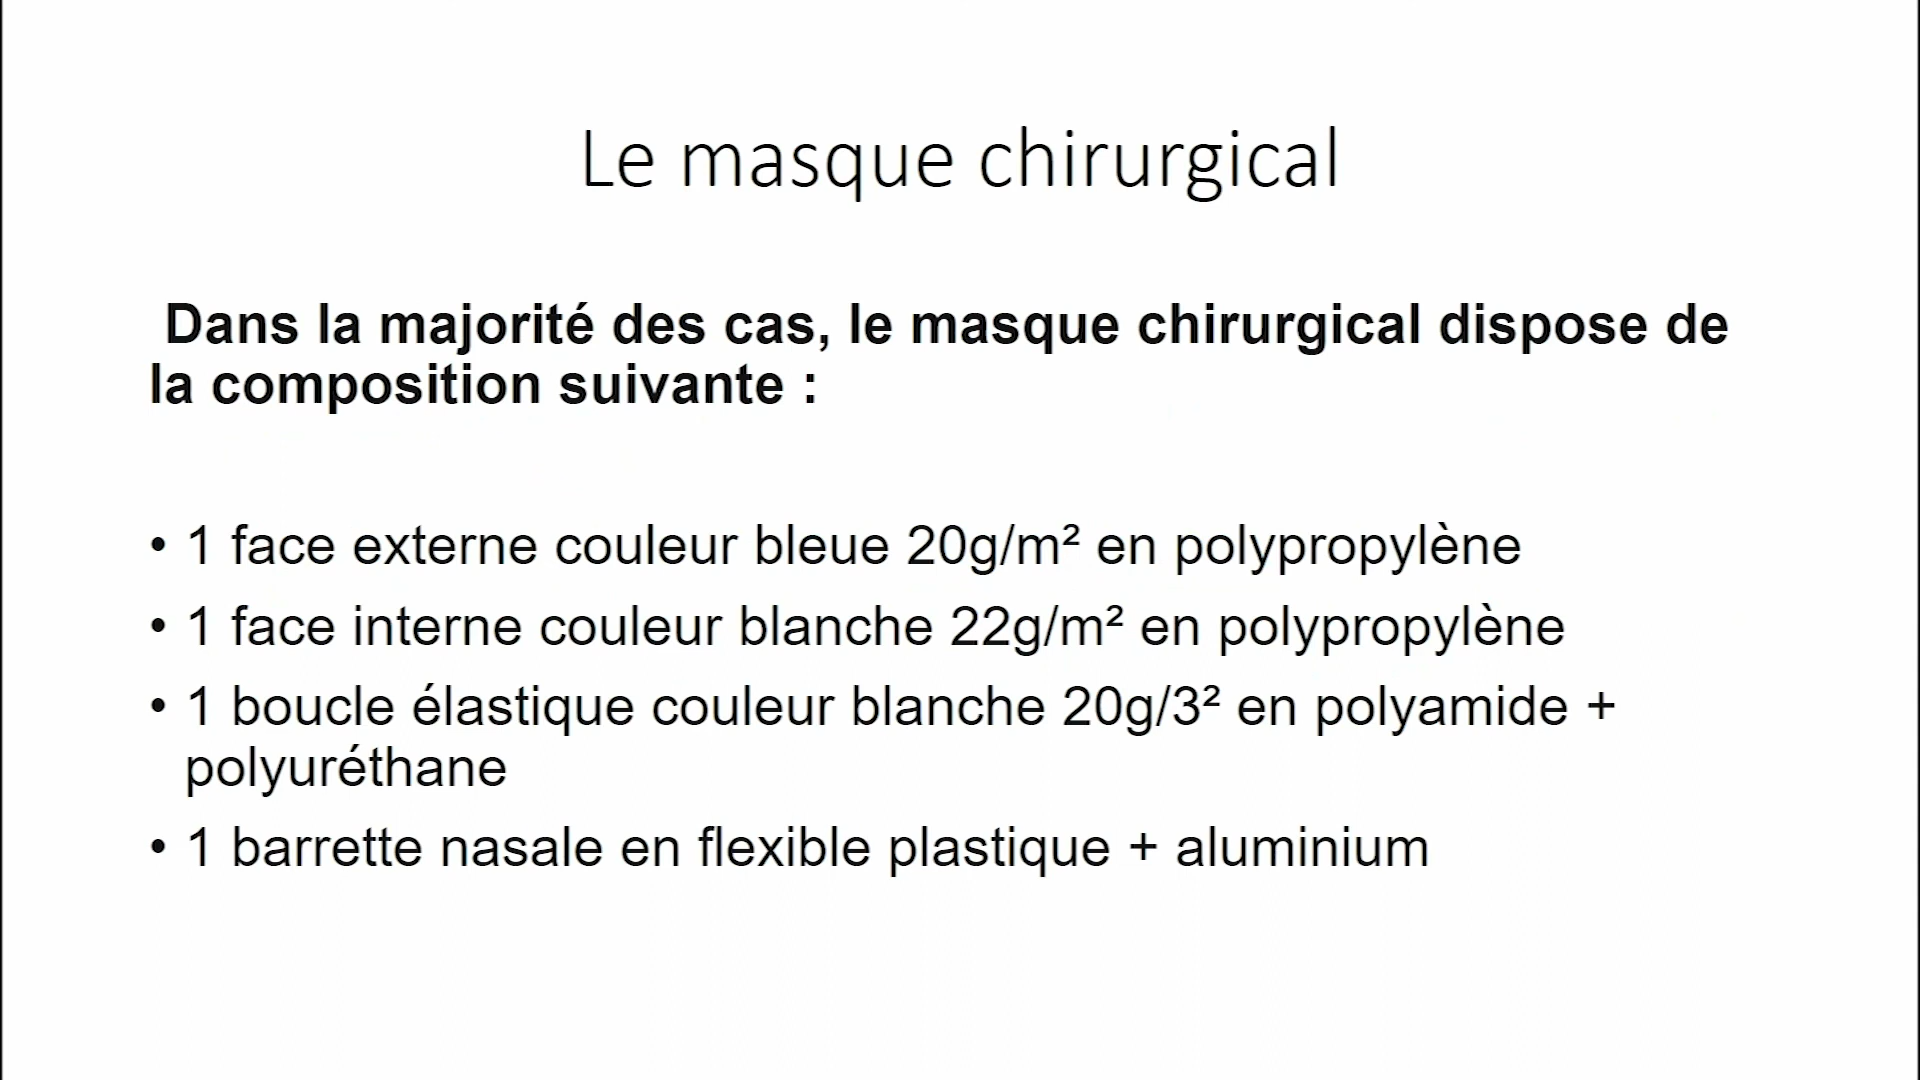 Le masque chirurgical
Dans la majorité des cas, le masque chirurgical dispose de
la composition suivante :
• 1 face externe couleur bleue 20g/m² en polypropylène
• 1 face interne couleur blanche 22g/m² en polypropylène
• 1 boucle élastique couleur blanche 20g/3² en polyamide +
polyuréthane
• 1 barrette nasale en flexible plastique + aluminium